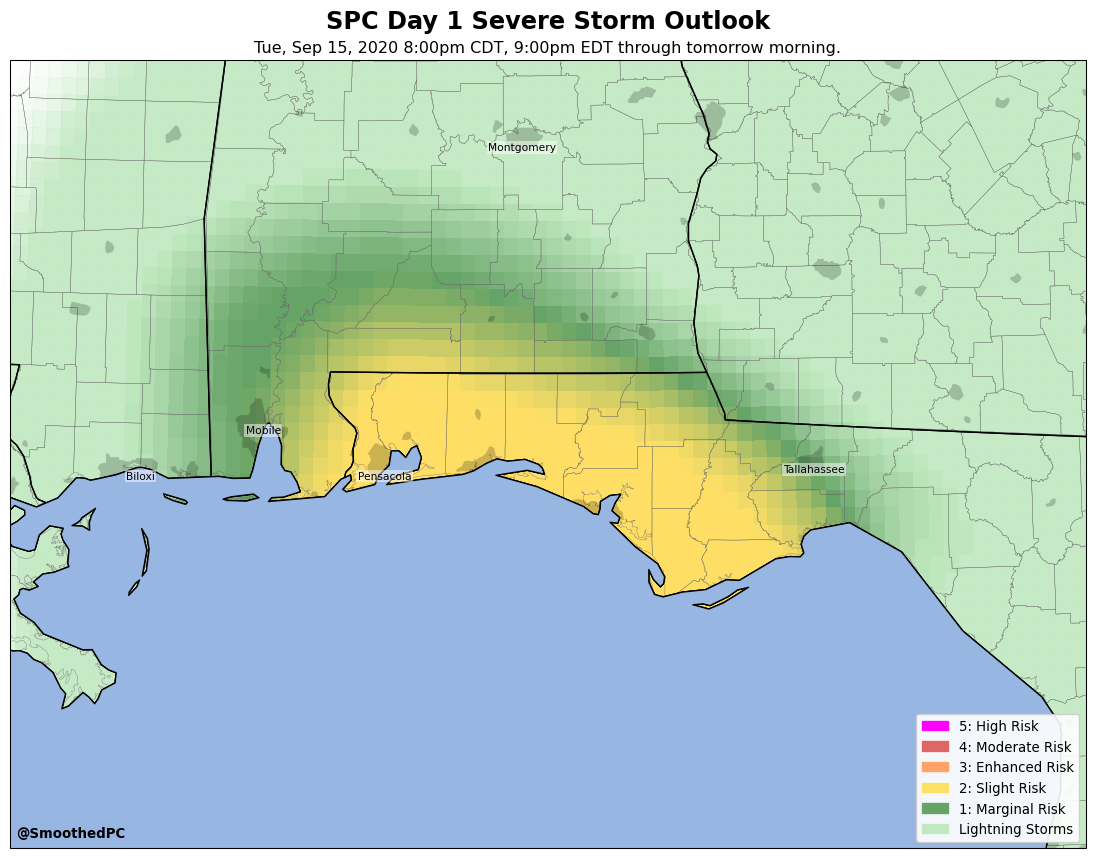 SPC Day 1 Severe Storm Outlook
Tue, Sep 15, 2020 8:00pm CDT, 9:00pm EDT through tomorrow morning.
Montgomery
Mobile
Biloxi
Pensacola
Tallahassee
5: High Risk
4: Moderate Risk
3: Enhanced Risk
2: Slight Risk
1: Marginal Risk
Lightning Storms
@SmoothedPC